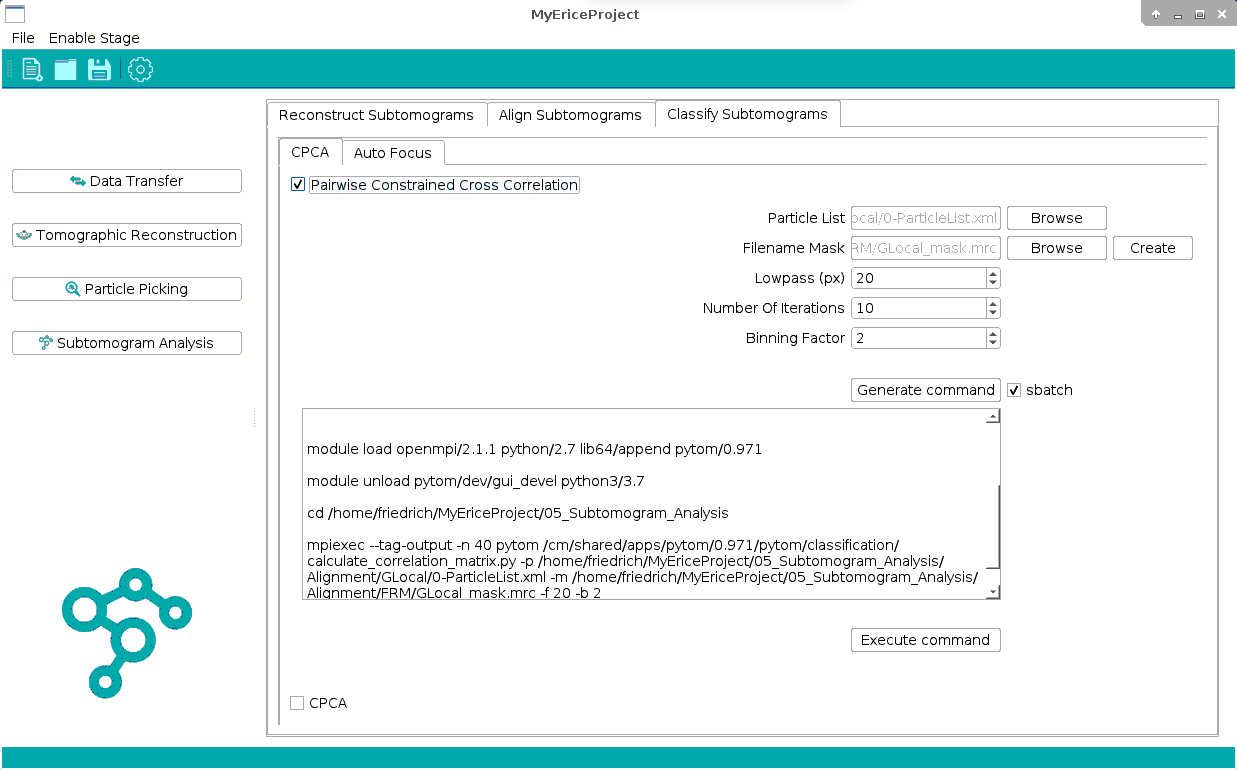 MyEriceProject
File Enable Stage
Reconstruct Subtomograms Align Subtomograms Classify Subtomograms
CPCA Auto Focus
Data Transfer
Pairwise Constrained Cross Correlation
Particle List ocal/0-ParticleList.xml Browse
Tomographic Reconstruction
Filename Mask RM/GLocal_mask.mrc Browse Create
Lowpass (px) 20
Particle Picking
Number Of Iterations 10
Binning Factor 2
Subtomogram Analysis
Generate command sbatch
module load openmpi/2.1.1 python/2.7 lib64/append pytom/0.971
module unload pytom/dev/gui_devel python3/3.7
cd /home/friedrich/MyEriceProject/05_Subtomogram_Analysis
mpiexec --tag-output -n 40 pytom /cm/shared/apps/pytom/0.971/pytom/classification/
calculate_correlation_matrix.py -p /home/friedrich/MyEriceProject/05_Subtomogram_Analysis/
Alignment/GLocal/0-ParticleList.xml -m /home/friedrich/MyEriceProject/05_Subtomogram_Analysis/
Alignment/FRM/GLocal_mask.mrc -f 20 -b 2
Execute command
CPCA